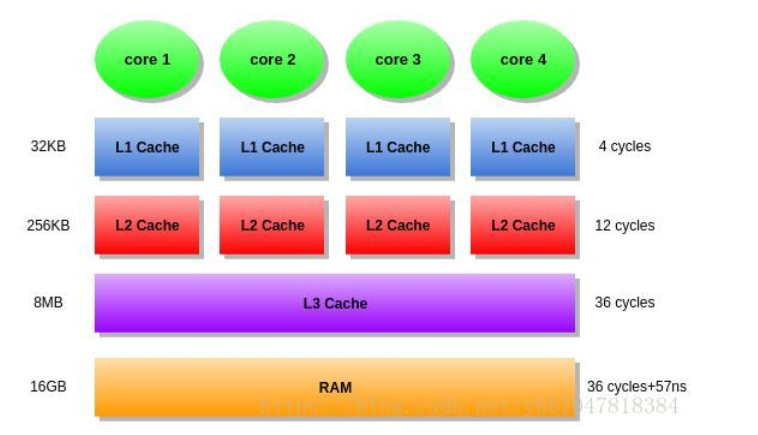 core 1 core 2 core 3 core 4
32KB L1 Cache L1 Cache L1 Cache L1 Cache 4 cycles
256KB L2 Cache L2 Cache L2 Cache L2 Cache 12 cycles
8MB L3 Cache 36 cycles
16GB RAM 36 cycles+57ns